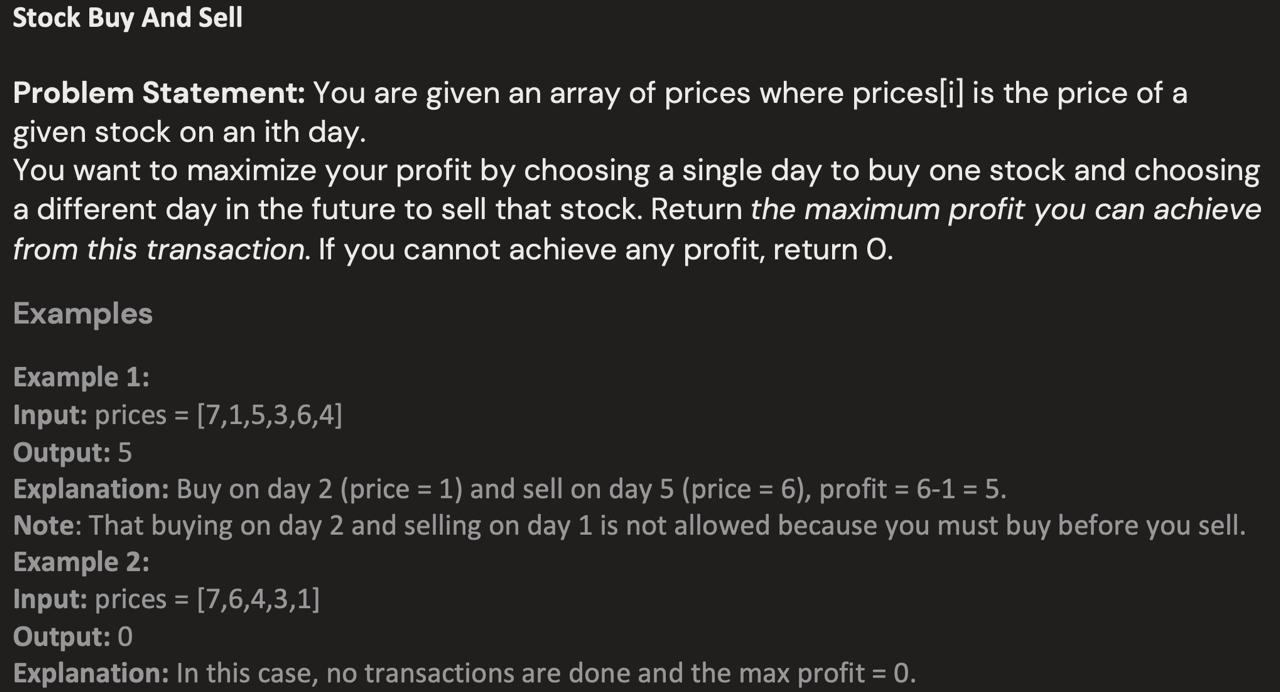 Stock Buy And Sell
Problem Statement: You are given an array of prices where prices[i] is the price of a
given stock on an ith day.
You want to maximize your profit by choosing a single day to buy one stock and choosing
a different day in the future to sell that stock. Return the maximum profit you can achieve
from this transaction. If you cannot achieve any profit, return 0.
Examples
Example 1:
Input: prices = [7,1,5,3,6,4]
Output: 5
Explanation: Buy on day 2 (price = 1) and sell on day 5 (price = 6), profit = 6-1 = 5.
Note: That buying on day 2 and selling on day 1 is not allowed because you must buy before you sell.
Example 2:
Input: prices = [7,6,4,3,1]
Output: 0
Explanation: In this case, no transactions are done and the max profit = 0.